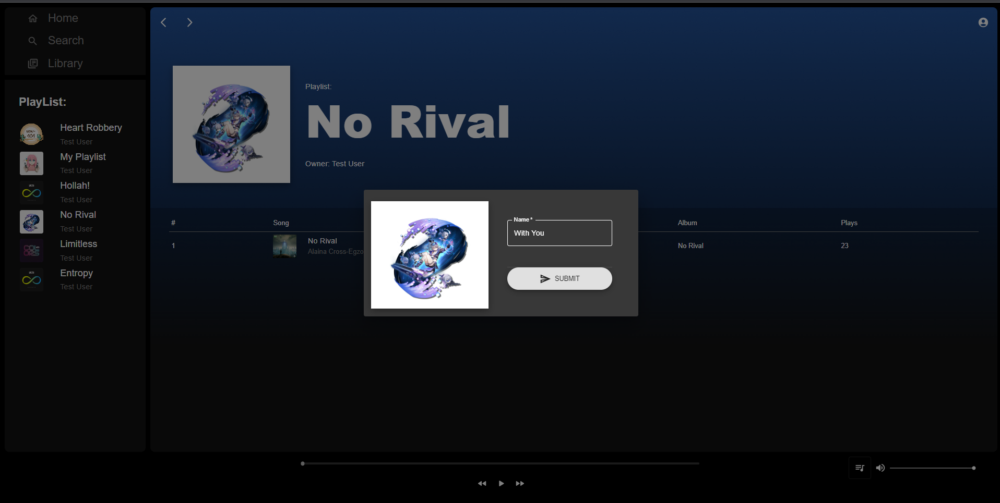 Home
Search
Library
PlayList:
Heart Robbery
Test User
My Playlist
Test User
Hollah!
Test User
No Rival
Test User
Limitless
Test User
Entropy
Test User
Playlist:
No Rival
Owner: Test User
# Song Album Plays
1 No Rival No Rival 23
Alaina Cross-Egzo
Name *
With You
SUBMIT
404